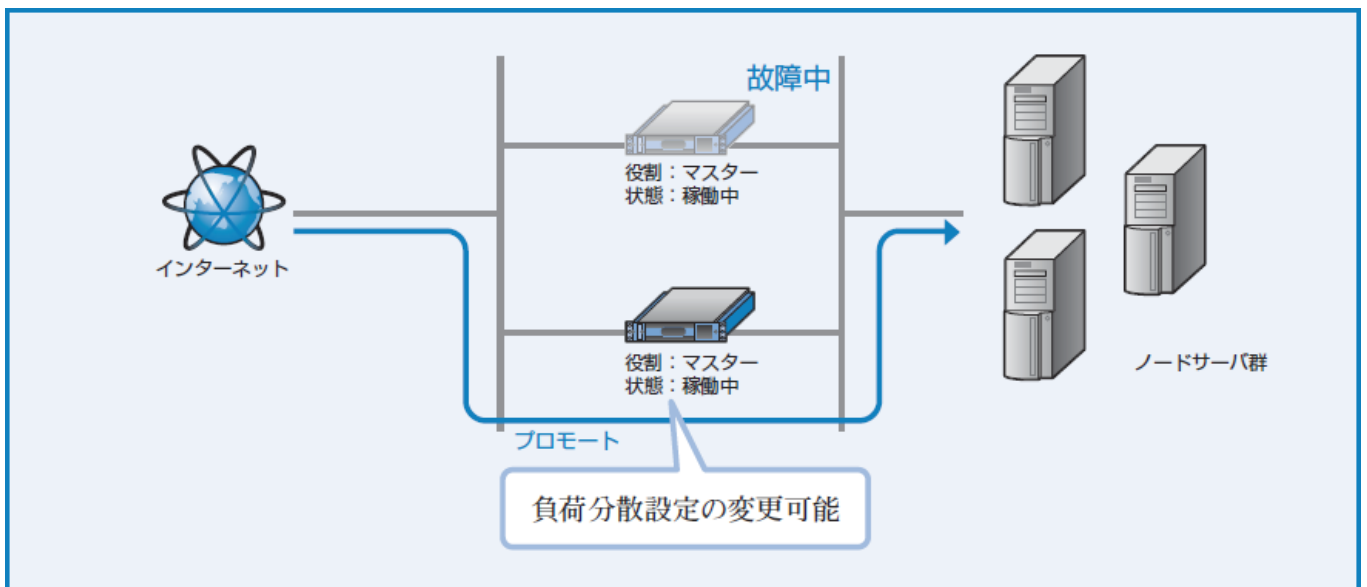 故障中
役割：マスター
状態：稼働中
インターネット
役割：マスター
状態：稼働中
ノードサーバ群
プロモート
負荷分散設定の変更可能